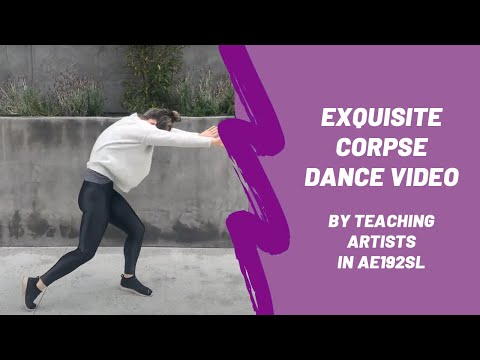 EXQUISITE
CORPSE
DANCE VIDEO
BY TEACHING
ARTISTS
IN AE192SL